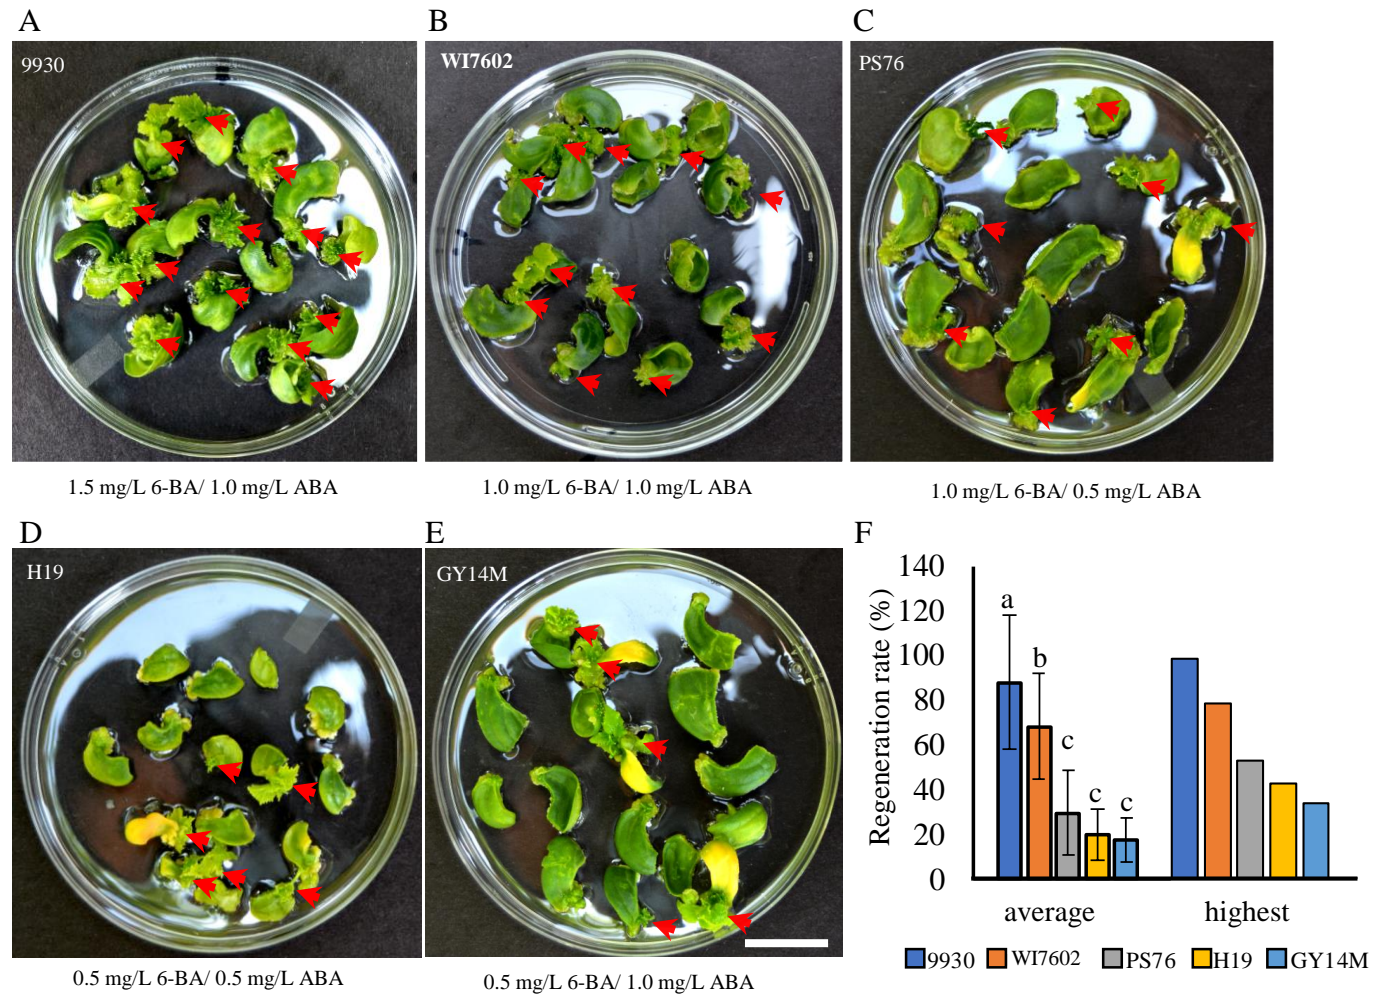 A
B
C
9930
WI7602
PS76
1.5 mg/L 6-BA/ 1.0 mg/L ABA
1.0 mg/L 6-BA/ 1.0 mg/L ABA
1.0 mg/L 6-BA/ 0.5 mg/L ABA
D
E
F
H19
GY14M
0.5 mg/L 6-BA/ 0.5 mg/L ABA
0.5 mg/L 6-BA/ 1.0 mg/L ABA
Regeneration rate (%)
140
120
100
80
60
40
20
0
a
b
c
c
c
average
highest
9930
WI7602
PS76
H19
GY14M